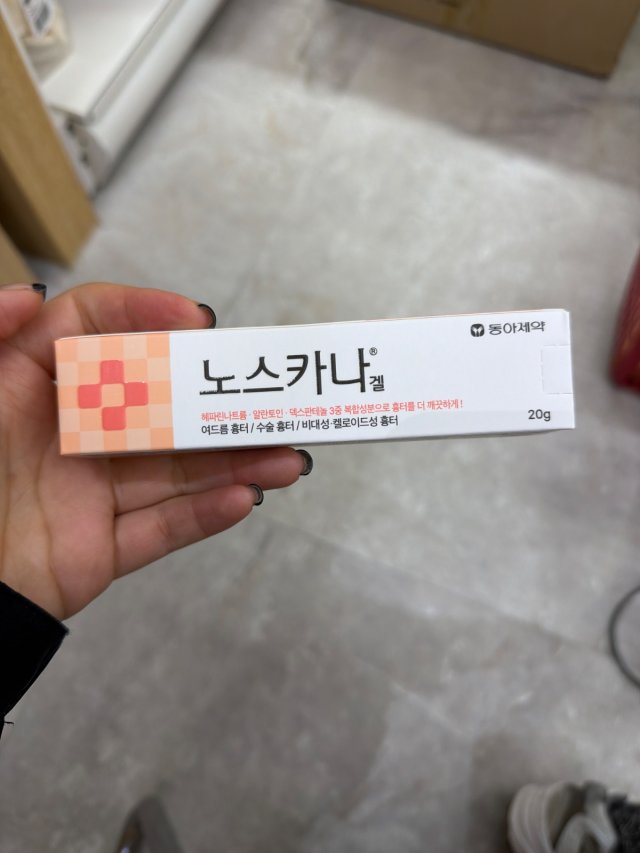 동아제약
노스카나®겔
헤파린나트륨·알란토인·덱스판테놀 3중 복합성분으로 흉터를 더 깨끗하게!
여드름 흉터 / 수술 흉터 / 비대성·켈로이드성 흉터
20g